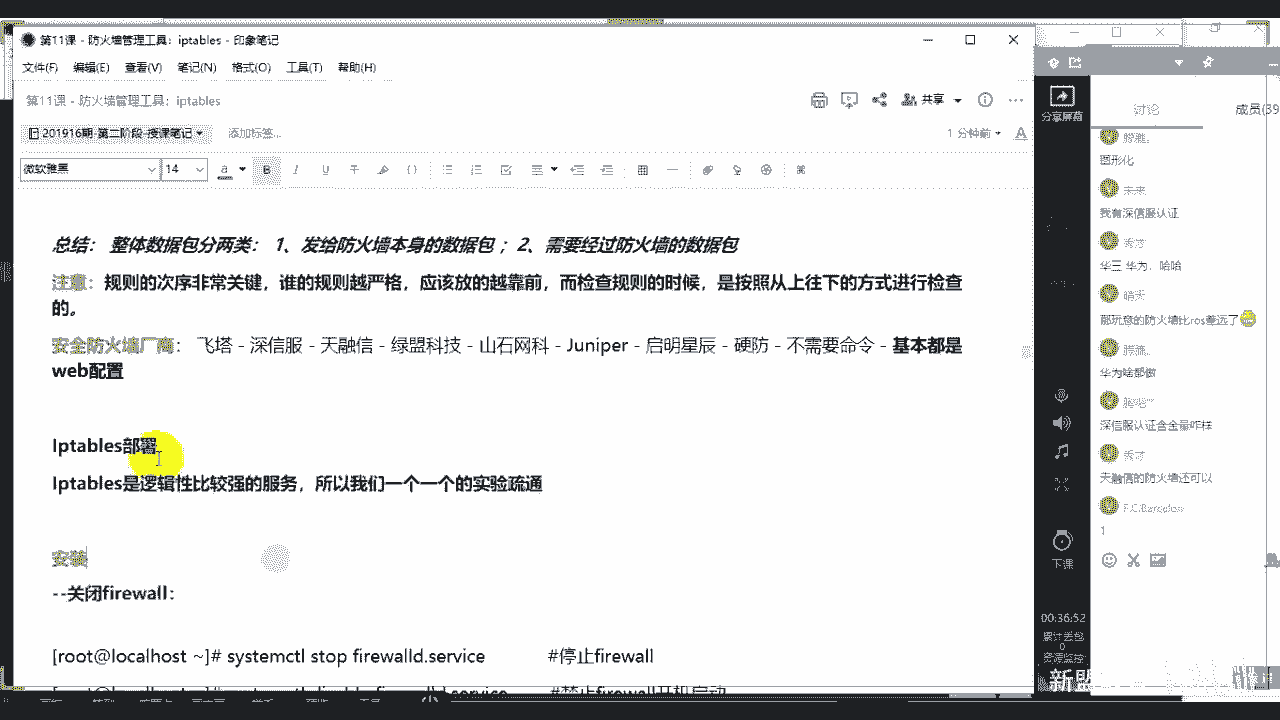 第11课 - 防火墙管理工具：iptables - 印象笔记
文件(F) 编辑(E) 查看(V) 笔记(N) 格式(O) 工具(T) 帮助(H)
第11课 - 防火墙管理工具：iptables
共享
201916期-第二阶段-授课笔记
添加标签...
1 分钟前
微软雅黑 14
总结： 整体数据包分两类： 1、发给防火墙本身的数据包 ；2、需要经过防火墙的数据包
注意：规则的次序非常关键，谁的规则越严格，应该放的越靠前，而检查规则的时候，是按照从上往下的方式进行检查
的。
安全防火墙厂商： 飞塔 - 深信服 - 天融信 - 绿盟科技 - 山石网科 - Juniper - 启明星辰 - 硬防 - 不需要命令 - 基本都是
web配置
Iptables部署
Iptables是逻辑性比较强的服务，所以我们一个一个的实验疏通
安装
--关闭firewall：
[root@localhost ~]# systemctl stop firewalld.service #停止firewall
分享屏幕
下课
00:36:52
累计丢包
0
资源监控
讨论
成员(39
图形化
未来
我有深信服认证
秀才
华三 华为，哈哈
晴天
那玩意的防火墙比ros差远了
华为啥都做
深信服认证含金量咋样
秀才
天融信的防火墙还可以
1
新盟